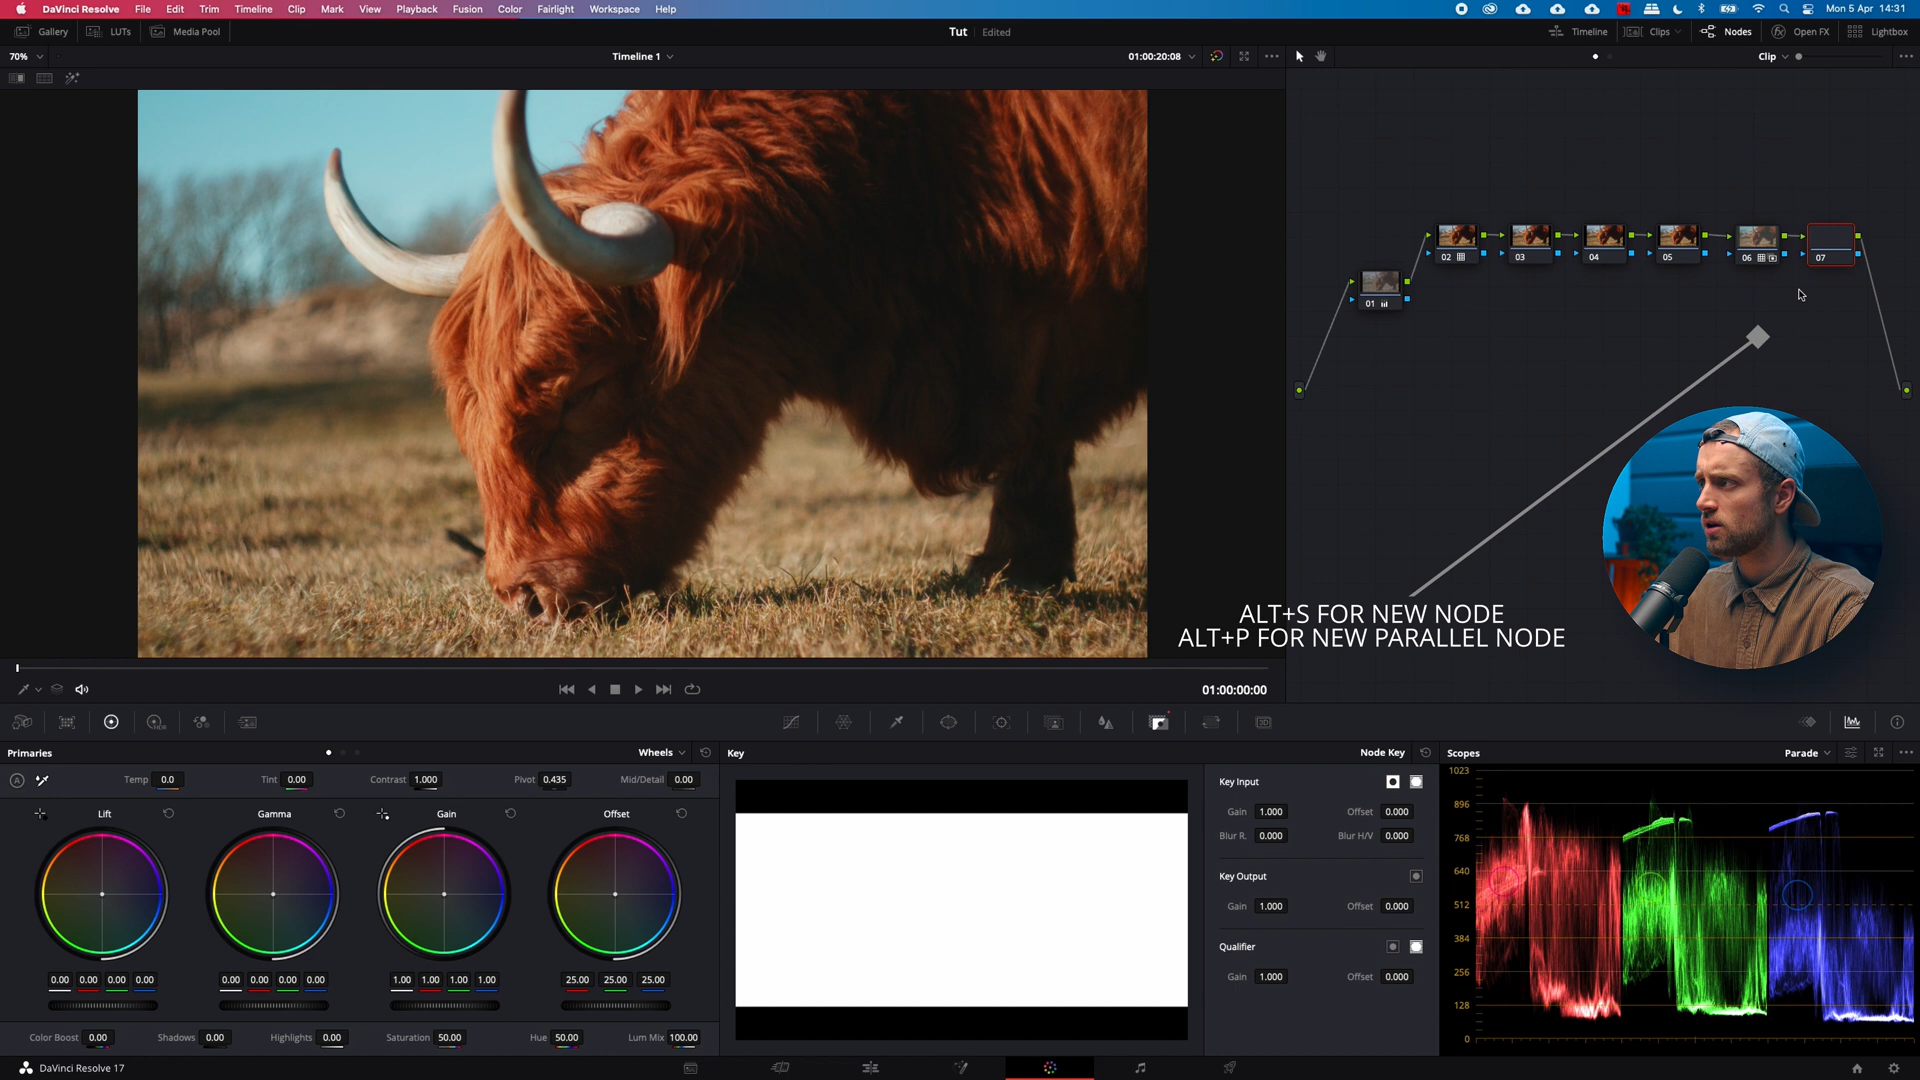 DaVinci Resolve File Edit Trim Timeline Clip Mark View Playback Fusion Color Fairlight Workspace Help Mon 5 Apr 14:31
Gallery LUTs Media Pool Tut Edited Timeline Clips Nodes Open FX Lightbox
70% Timeline 1 01:00:20:08 Clip
02 03 04 05 06 07
01
ALT+S FOR NEW NODE
ALT+P FOR NEW PARALLEL NODE
01:00:00:00
Primaries Wheels Key Node Key Scopes Parade
Temp 0.0 Tint 0.00 Contrast 1.000 Pivot 0.435 Mid/Detail 0.00
Lift Gamma Gain Offset
0.00 0.00 0.00 0.00 0.00 0.00 0.00 0.00 1.00 1.00 1.00 1.00 25.00 25.00 25.00
Color Boost 0.00 Shadows 0.00 Highlights 0.00 Saturation 50.00 Hue 50.00 Lum Mix 100.00
Key Input
Gain 1.000 Offset 0.000
Blur R. 0.000 Blur H/V 0.000
Key Output
Gain 1.000 Offset 0.000
Qualifier
Gain 1.000 Offset 0.000
1023
896
768
640
512
384
256
128
0
DaVinci Resolve 17